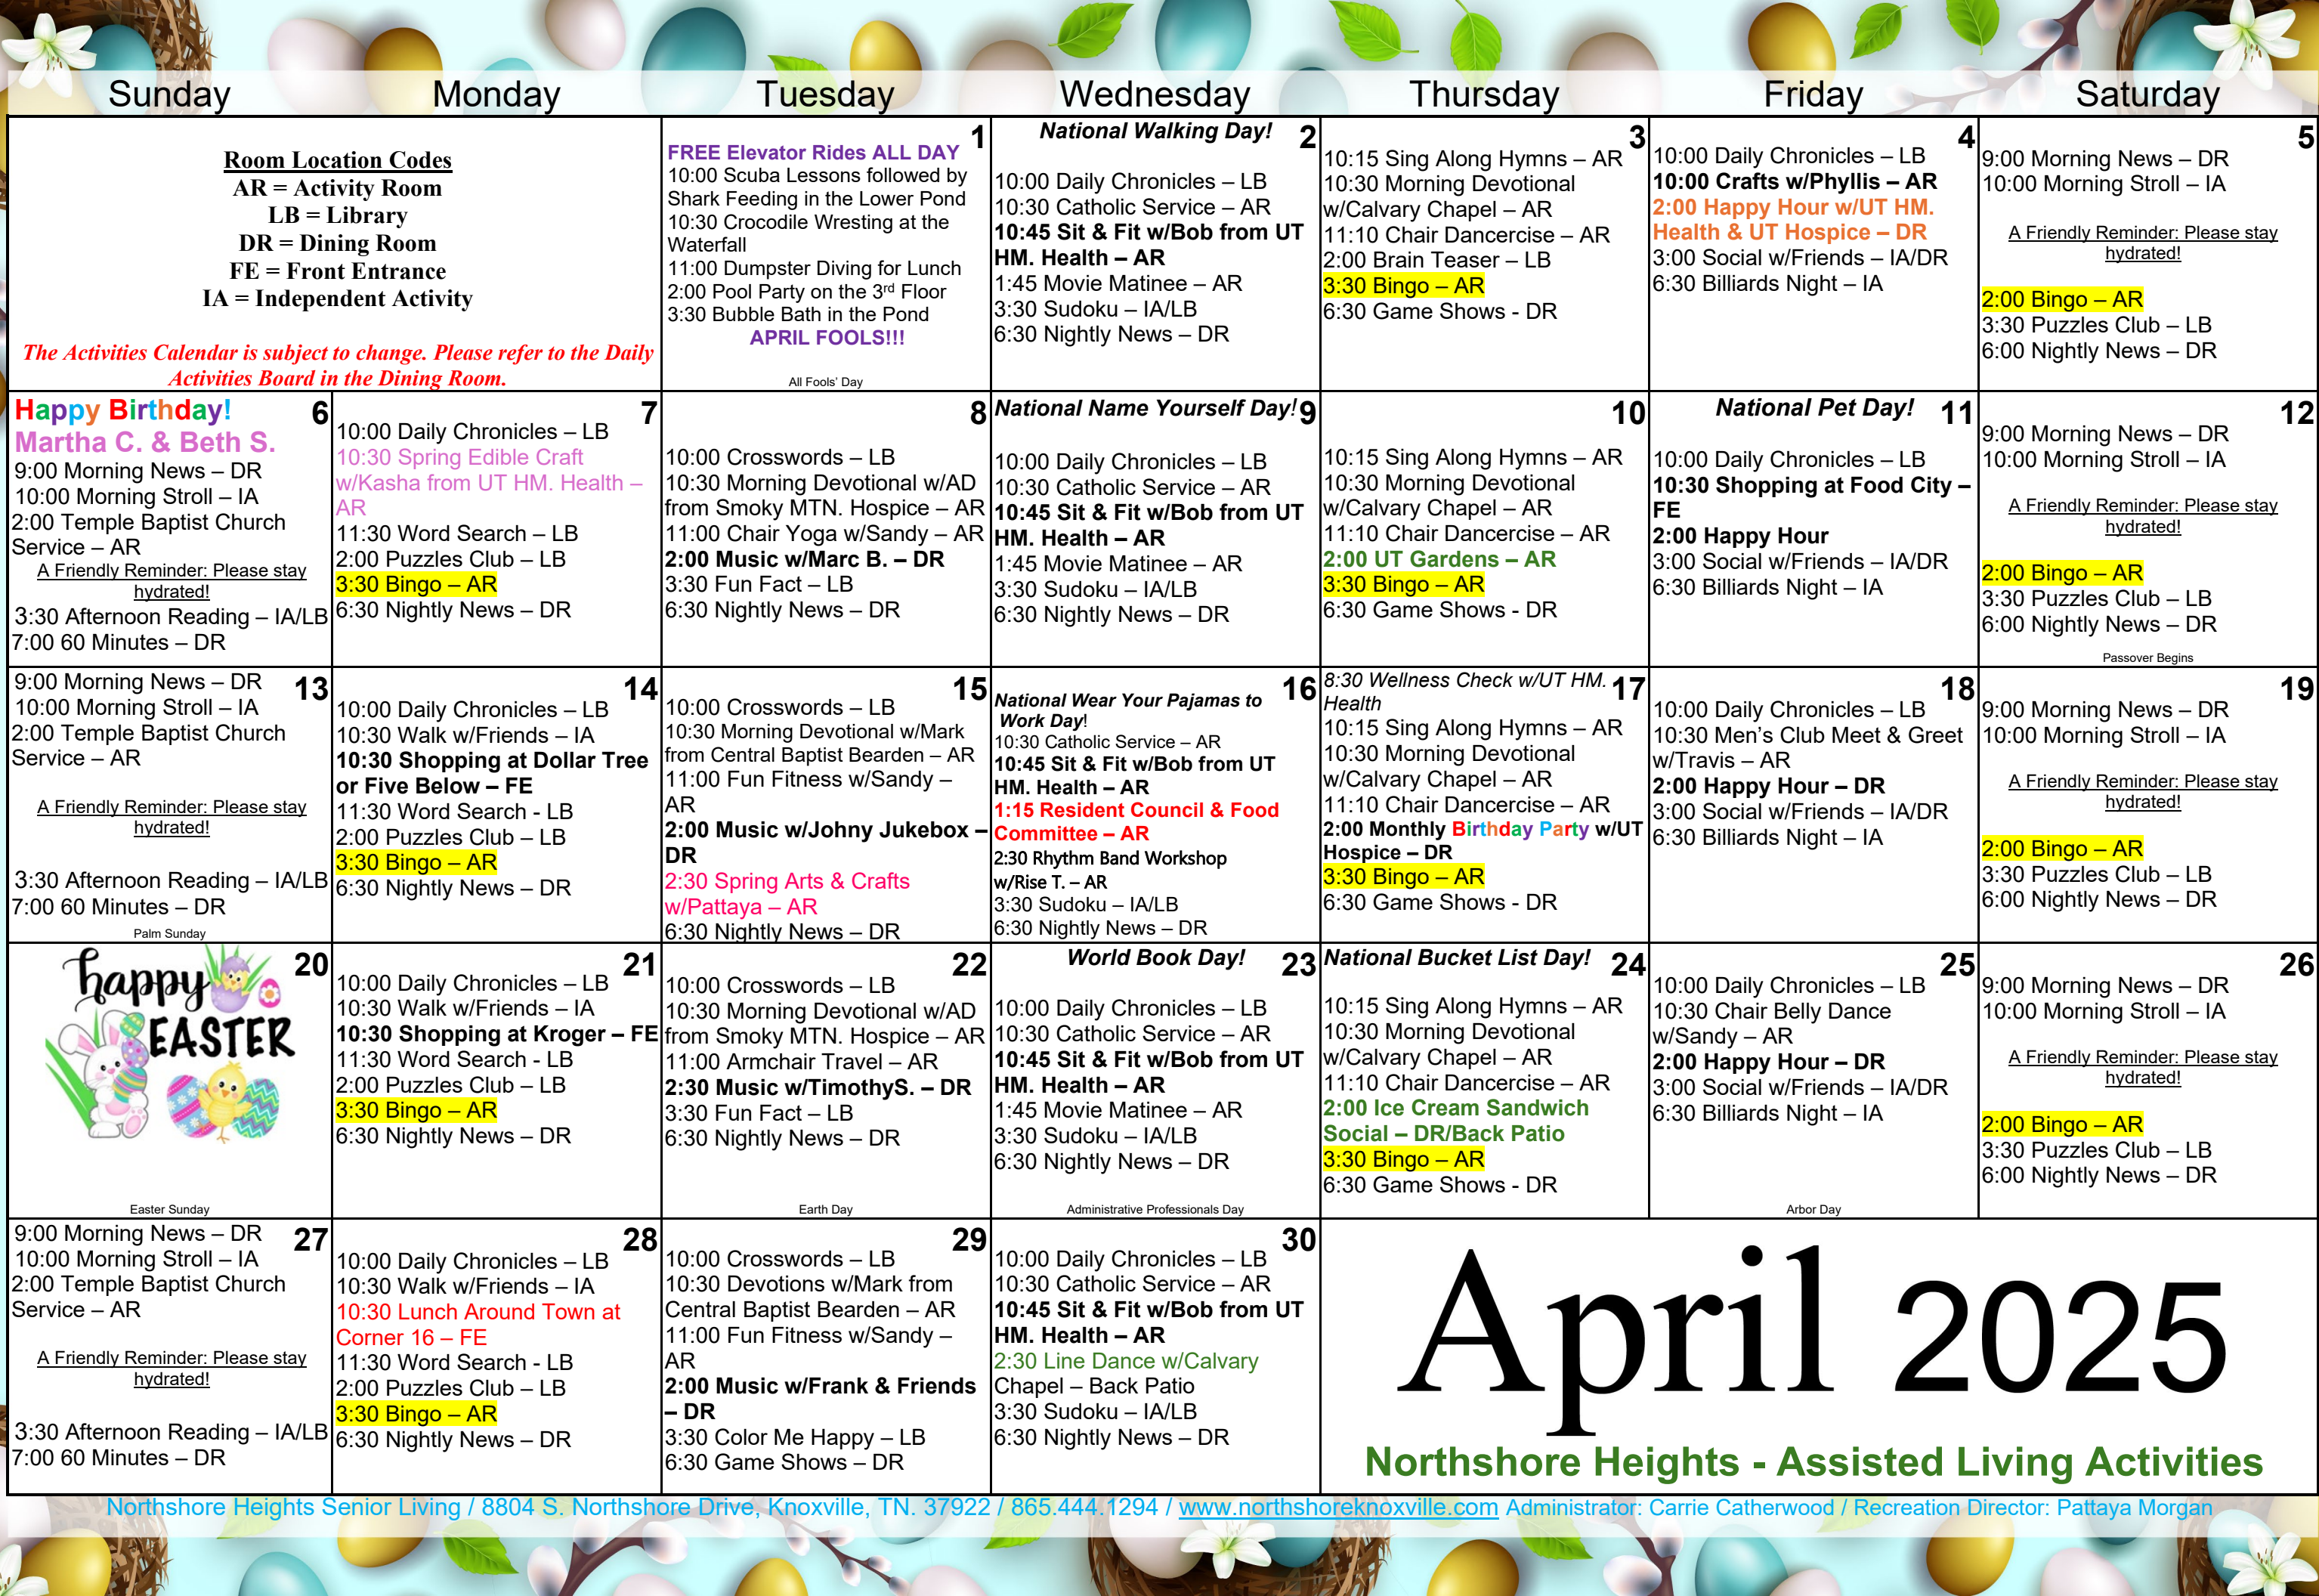 Sunday Monday Tuesday Wednesday Thursday Friday Saturday
Room Location Codes
AR = Activity Room
LB = Library
DR = Dining Room
FE = Front Entrance
IA = Independent Activity
The Activities Calendar is subject to change. Please refer to the Daily
Activities Board in the Dining Room.
1
FREE Elevator Rides ALL DAY
10:00 Scuba Lessons followed by
Shark Feeding in the Lower Pond
10:30 Crocodile Wresting at the
Waterfall
11:00 Dumpster Diving for Lunch
2:00 Pool Party on the 3rd Floor
3:30 Bubble Bath in the Pond
APRIL FOOLS!!!
All Fools' Day
National Walking Day! 2
10:00 Daily Chronicles – LB
10:30 Catholic Service – AR
10:45 Sit & Fit w/Bob from UT
HM. Health – AR
1:45 Movie Matinee – AR
3:30 Sudoku – IA/LB
6:30 Nightly News – DR
3
10:15 Sing Along Hymns – AR
10:30 Morning Devotional
w/Calvary Chapel – AR
11:10 Chair Dancercise – AR
2:00 Brain Teaser – LB
3:30 Bingo – AR
6:30 Game Shows - DR
4
10:00 Daily Chronicles – LB
10:00 Crafts w/Phyllis – AR
2:00 Happy Hour w/UT HM.
Health & UT Hospice – DR
3:00 Social w/Friends – IA/DR
6:30 Billiards Night – IA
5
9:00 Morning News – DR
10:00 Morning Stroll – IA
A Friendly Reminder: Please stay
hydrated!
2:00 Bingo – AR
3:30 Puzzles Club – LB
6:00 Nightly News – DR
Happy Birthday! 6
Martha C. & Beth S.
9:00 Morning News – DR
10:00 Morning Stroll – IA
2:00 Temple Baptist Church
Service – AR
A Friendly Reminder: Please stay
hydrated!
3:30 Afternoon Reading – IA/LB
7:00 60 Minutes – DR
7
10:00 Daily Chronicles – LB
10:30 Spring Edible Craft
w/Kasha from UT HM. Health –
AR
11:30 Word Search – LB
2:00 Puzzles Club – LB
3:30 Bingo – AR
6:30 Nightly News – DR
8
10:00 Crosswords – LB
10:30 Morning Devotional w/AD
from Smoky MTN. Hospice – AR
11:00 Chair Yoga w/Sandy – AR
2:00 Music w/Marc B. – DR
3:30 Fun Fact – LB
6:30 Nightly News – DR
National Name Yourself Day! 9
10:00 Daily Chronicles – LB
10:30 Catholic Service – AR
10:45 Sit & Fit w/Bob from UT
HM. Health – AR
1:45 Movie Matinee – AR
3:30 Sudoku – IA/LB
6:30 Nightly News – DR
10
10:15 Sing Along Hymns – AR
10:30 Morning Devotional
w/Calvary Chapel – AR
11:10 Chair Dancercise – AR
2:00 UT Gardens – AR
3:30 Bingo – AR
6:30 Game Shows - DR
National Pet Day! 11
10:00 Daily Chronicles – LB
10:30 Shopping at Food City –
FE
2:00 Happy Hour
3:00 Social w/Friends – IA/DR
6:30 Billiards Night – IA
12
9:00 Morning News – DR
10:00 Morning Stroll – IA
A Friendly Reminder: Please stay
hydrated!
2:00 Bingo – AR
3:30 Puzzles Club – LB
6:00 Nightly News – DR
Passover Begins
13
9:00 Morning News – DR
10:00 Morning Stroll – IA
2:00 Temple Baptist Church
Service – AR
A Friendly Reminder: Please stay
hydrated!
3:30 Afternoon Reading – IA/LB
7:00 60 Minutes – DR
Palm Sunday
14
10:00 Daily Chronicles – LB
10:30 Walk w/Friends – IA
10:30 Shopping at Dollar Tree
or Five Below – FE
11:30 Word Search - LB
2:00 Puzzles Club – LB
3:30 Bingo – AR
6:30 Nightly News – DR
15
10:00 Crosswords – LB
10:30 Morning Devotional w/Mark
from Central Baptist Bearden – AR
11:00 Fun Fitness w/Sandy –
AR
2:00 Music w/Johny Jukebox –
DR
2:30 Spring Arts & Crafts
w/Pattaya – AR
6:30 Nightly News – DR
16
National Wear Your Pajamas to
Work Day!
10:30 Catholic Service – AR
10:45 Sit & Fit w/Bob from UT
HM. Health – AR
1:15 Resident Council & Food
Committee – AR
2:30 Rhythm Band Workshop
w/Rise T. – AR
3:30 Sudoku – IA/LB
6:30 Nightly News – DR
8:30 Wellness Check w/UT HM. 17
Health
10:15 Sing Along Hymns – AR
10:30 Morning Devotional
w/Calvary Chapel – AR
11:10 Chair Dancercise – AR
2:00 Monthly Birthday Party w/UT
Hospice – DR
3:30 Bingo – AR
6:30 Game Shows - DR
18
10:00 Daily Chronicles – LB
10:30 Men's Club Meet & Greet
w/Travis – AR
2:00 Happy Hour – DR
3:00 Social w/Friends – IA/DR
6:30 Billiards Night – IA
19
9:00 Morning News – DR
10:00 Morning Stroll – IA
A Friendly Reminder: Please stay
hydrated!
2:00 Bingo – AR
3:30 Puzzles Club – LB
6:00 Nightly News – DR
20
happy
EASTER
Easter Sunday
21
10:00 Daily Chronicles – LB
10:30 Walk w/Friends – IA
10:30 Shopping at Kroger – FE
11:30 Word Search - LB
2:00 Puzzles Club – LB
3:30 Bingo – AR
6:30 Nightly News – DR
22
10:00 Crosswords – LB
10:30 Morning Devotional w/AD
from Smoky MTN. Hospice – AR
11:00 Armchair Travel – AR
2:30 Music w/TimothyS. – DR
3:30 Fun Fact – LB
6:30 Nightly News – DR
Earth Day
World Book Day! 23
10:00 Daily Chronicles – LB
10:30 Catholic Service – AR
10:45 Sit & Fit w/Bob from UT
HM. Health – AR
1:45 Movie Matinee – AR
3:30 Sudoku – IA/LB
6:30 Nightly News – DR
Administrative Professionals Day
National Bucket List Day! 24
10:15 Sing Along Hymns – AR
10:30 Morning Devotional
w/Calvary Chapel – AR
11:10 Chair Dancercise – AR
2:00 Ice Cream Sandwich
Social – DR/Back Patio
3:30 Bingo – AR
6:30 Game Shows - DR
25
10:00 Daily Chronicles – LB
10:30 Chair Belly Dance
w/Sandy – AR
2:00 Happy Hour – DR
3:00 Social w/Friends – IA/DR
6:30 Billiards Night – IA
Arbor Day
26
9:00 Morning News – DR
10:00 Morning Stroll – IA
A Friendly Reminder: Please stay
hydrated!
2:00 Bingo – AR
3:30 Puzzles Club – LB
6:00 Nightly News – DR
27
9:00 Morning News – DR
10:00 Morning Stroll – IA
2:00 Temple Baptist Church
Service – AR
A Friendly Reminder: Please stay
hydrated!
3:30 Afternoon Reading – IA/LB
7:00 60 Minutes – DR
28
10:00 Daily Chronicles – LB
10:30 Walk w/Friends – IA
10:30 Lunch Around Town at
Corner 16 – FE
11:30 Word Search - LB
2:00 Puzzles Club – LB
3:30 Bingo – AR
6:30 Nightly News – DR
29
10:00 Crosswords – LB
10:30 Devotions w/Mark from
Central Baptist Bearden – AR
11:00 Fun Fitness w/Sandy –
AR
2:00 Music w/Frank & Friends
– DR
3:30 Color Me Happy – LB
6:30 Game Shows – DR
30
10:00 Daily Chronicles – LB
10:30 Catholic Service – AR
10:45 Sit & Fit w/Bob from UT
HM. Health – AR
2:30 Line Dance w/Calvary
Chapel – Back Patio
3:30 Sudoku – IA/LB
6:30 Nightly News – DR
April 2025
Northshore Heights - Assisted Living Activities
Northshore Heights Senior Living / 8804 S. Northshore Drive, Knoxville, TN. 37922 / 865.444.1294 / www.northshoreknoxville.com Administrator: Carrie Catherwood / Recreation Director: Pattaya Morgan